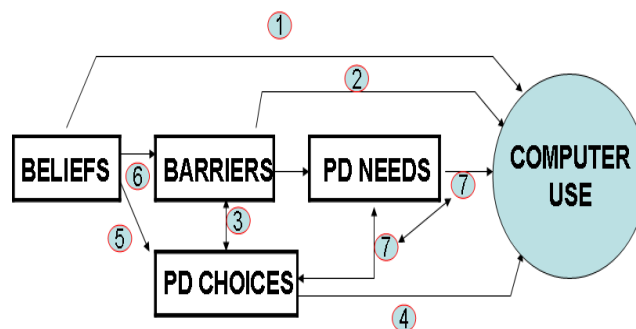 1
2
BELIEFS
BARRIERS
PD NEEDS
COMPUTER
USE
6
7
3
5
7
PD CHOICES
4